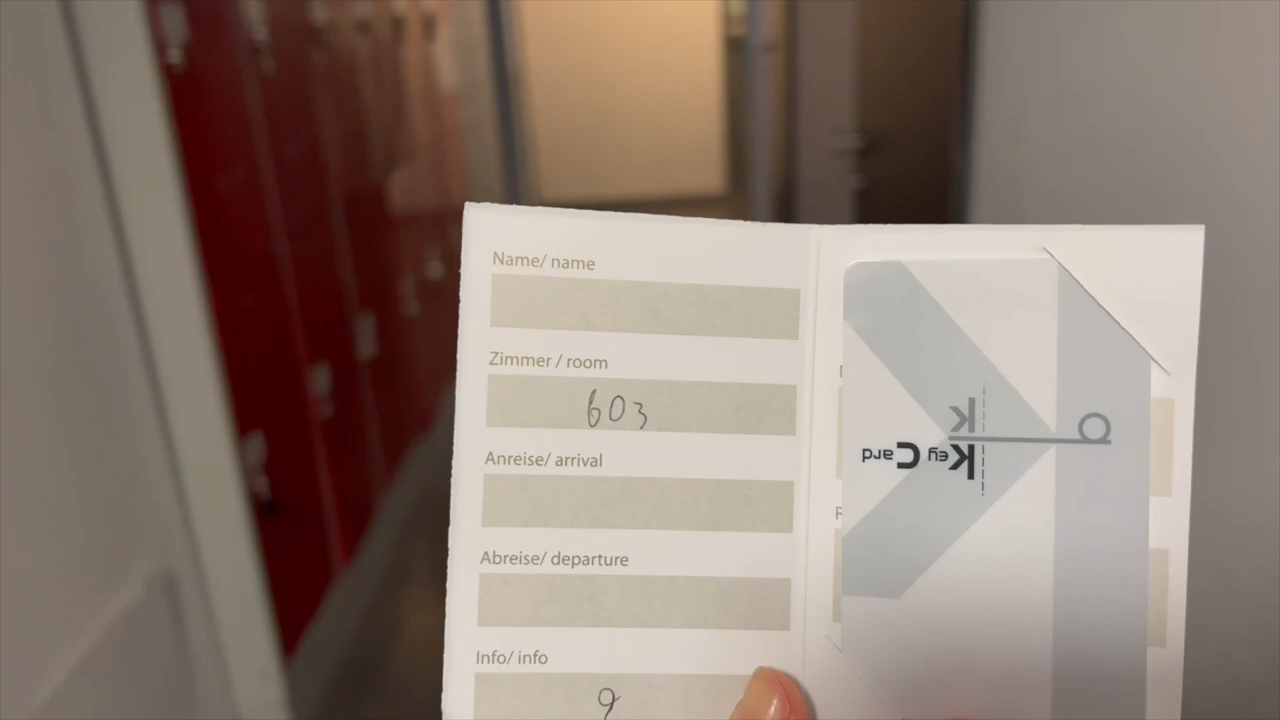 Name/ name
Zimmer / room
603
Anreise/ arrival
Abreise/ departure
Info/ info
9
Key Card
K